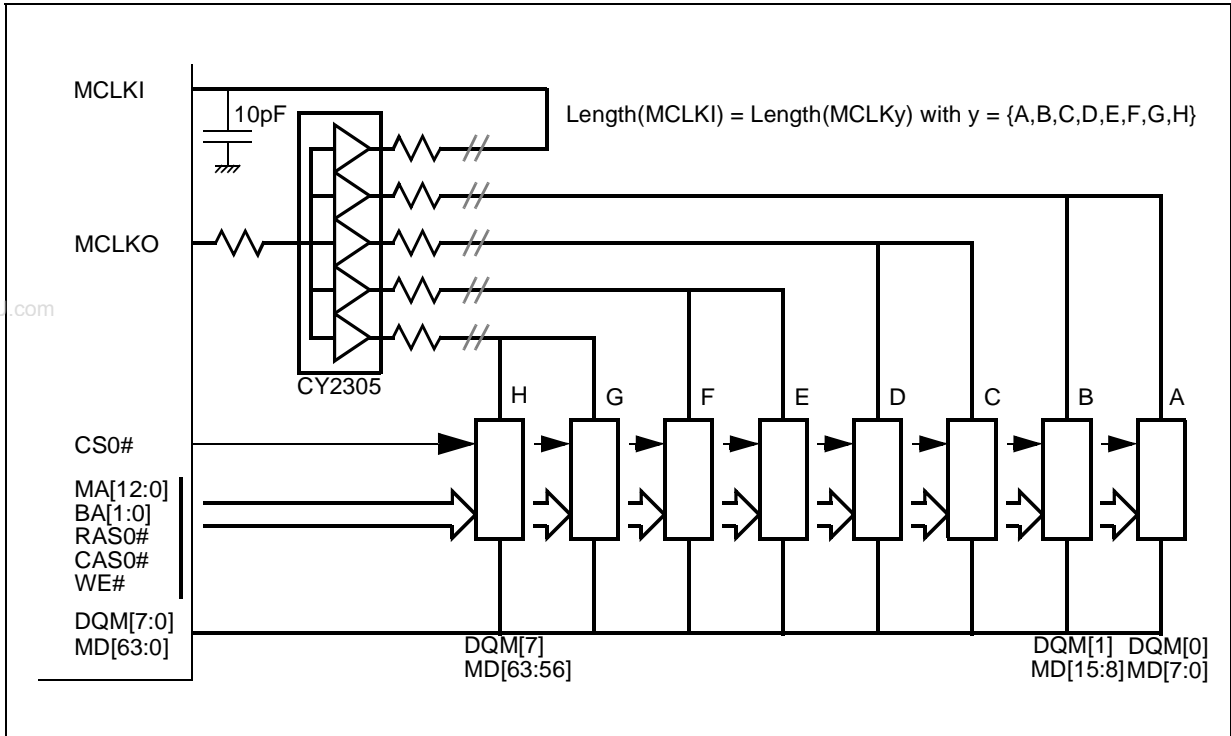 MCLKI
10pF
Length(MCLKI) = Length(MCLKy) with y = {A,B,C,D,E,F,G,H}
MCLKO
.com
CY2305
H G F E D C B A
CS0#
MA[12:0]
BA[1:0]
RAS0#
CAS0#
WE#
DQM[7:0]
MD[63:0]
DQM[7] DQM[1] DQM[0]
MD[63:56] MD[15:8] MD[7:0]